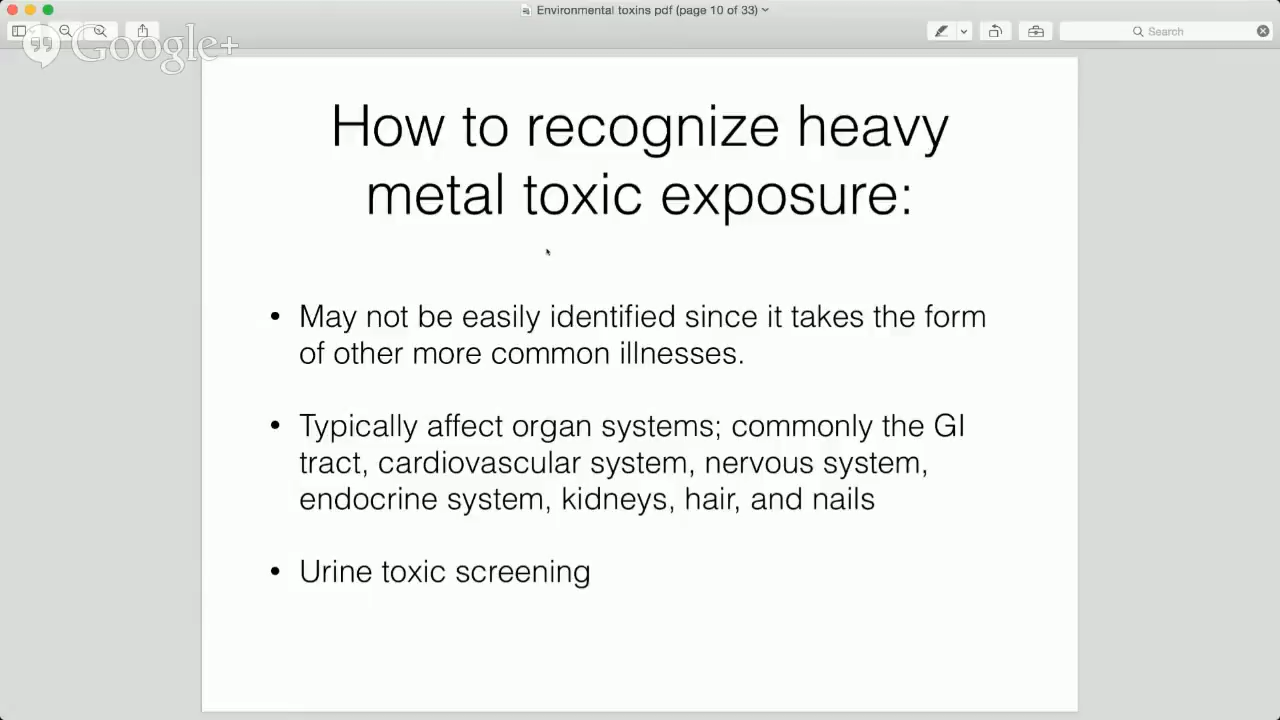 Environmental toxins pdf (page 10 of 33)
Search
Google+
How to recognize heavy
metal toxic exposure:
• May not be easily identified since it takes the form
of other more common illnesses.
• Typically affect organ systems; commonly the GI
tract, cardiovascular system, nervous system,
endocrine system, kidneys, hair, and nails
• Urine toxic screening